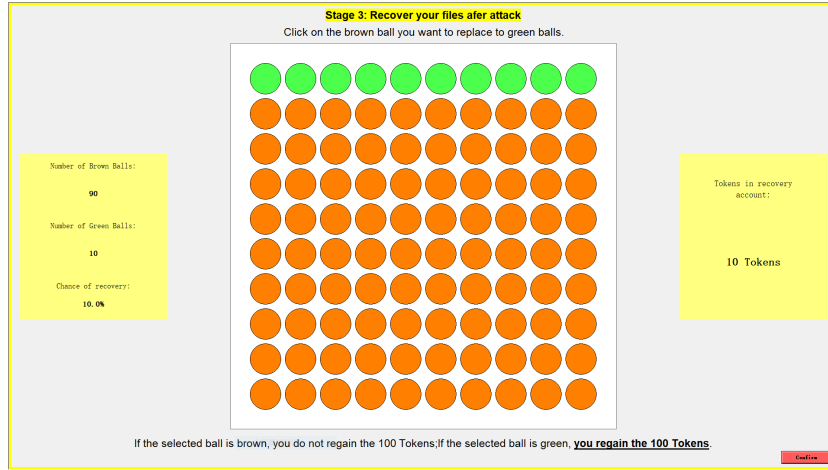 Stage 3: Recover your files afer attack
Click on the brown ball you want to replace to green balls.
Number of Brown Balls:
90
Number of Green Balls:
10
Chance of recovery:
10.0%
Tokens in recovery
account:
10 Tokens
If the selected ball is brown, you do not regain the 100 Tokens;If the selected ball is green, you regain the 100 Tokens.
Confirm